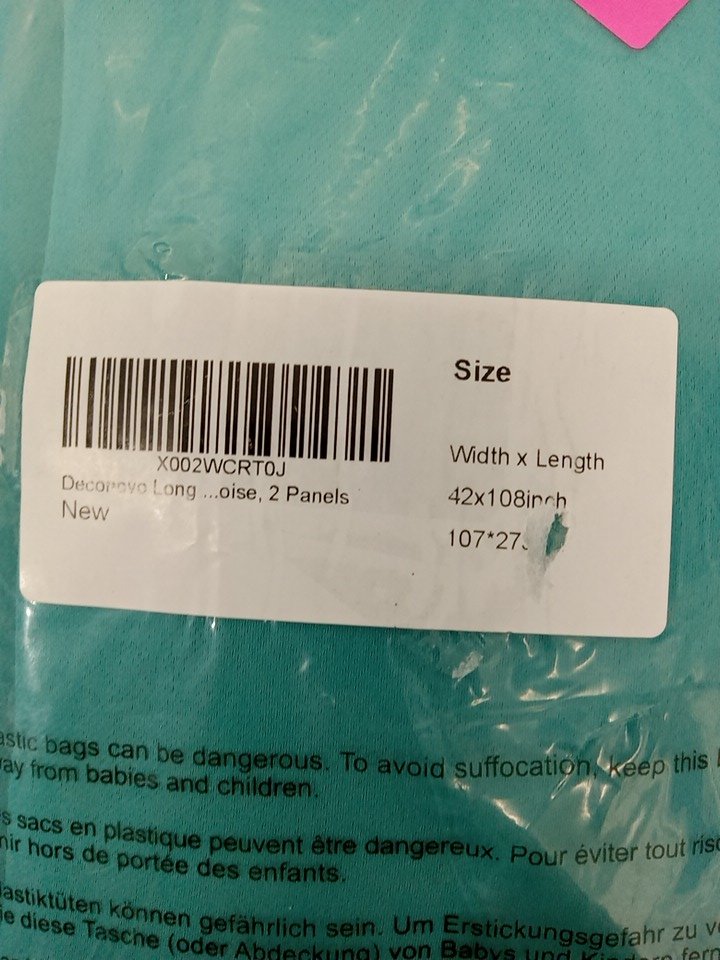 X002WCRT0J
Deconovo Long ...oise, 2 Panels
New
Size
Width x Length
42x108inch
107*27
astic bags can be dangerous. To avoid suffocation, keep this
ay from babies and children.
s sacs en plastique peuvent être dangereux. Pour éviter tout
nir hors de portée des enfants.
lastiktüten können gefährlich sein. Um Erstickungsgefahr zu
ie diese Tasche (oder Abdeckung) von Babys und Kindern